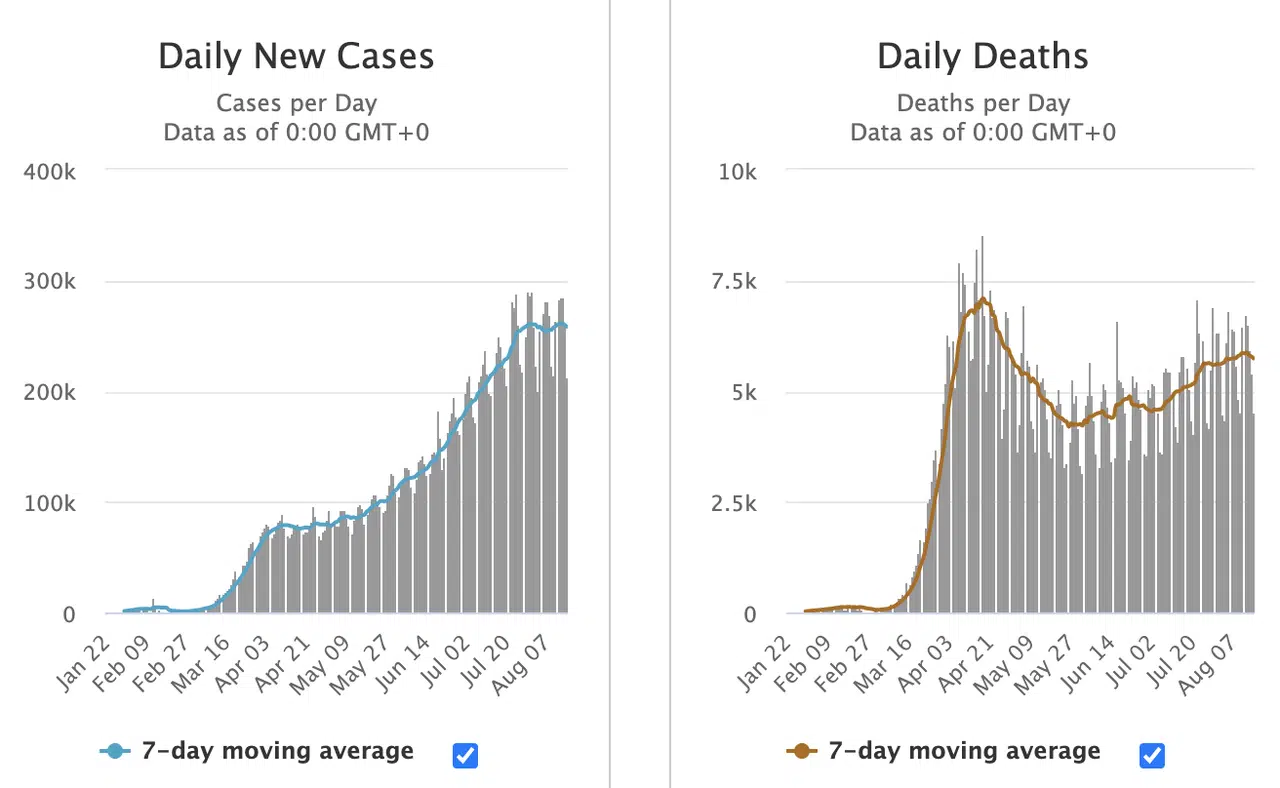 Daily New Cases
Cases per Day
Data as of 0:00 GMT+0
400k
300k
200k
100k
0
Jan 22
Feb 09
Feb 27
Mar 16
Apr 03
Apr 21
May 09
May 27
Jun 14
Jul 02
Jul 20
Aug 07
7-day moving average
Daily Deaths
Deaths per Day
Data as of 0:00 GMT+0
10k
7.5k
5k
2.5k
0
Jan 22
Feb 09
Feb 27
Mar 16
Apr 03
Apr 21
May 09
May 27
Jun 14
Jul 02
Jul 20
Aug 07
7-day moving average